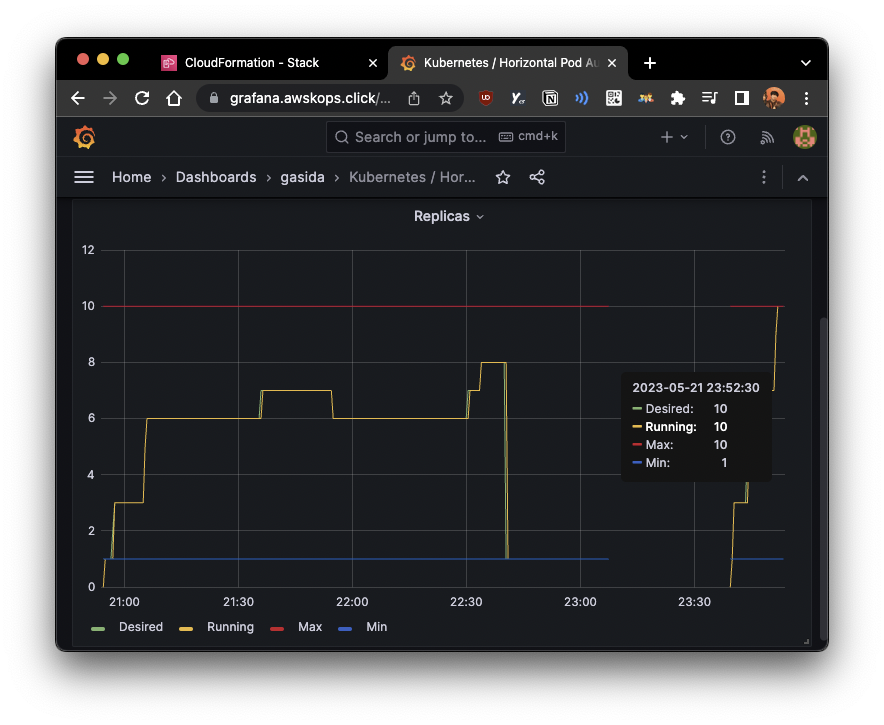 CloudFormation - Stack
Kubernetes / Horizontal Pod Au
grafana.awskops.click/...
Search or jump to... cmd+k
Home › Dashboards › gasida › Kubernetes / Hor...
Replicas
12
10
8
6
4
2
0
2023-05-21 23:52:30
Desired: 10
Running: 10
Max: 10
Min: 1
21:00 21:30 22:00 22:30 23:00 23:30
Desired Running Max Min